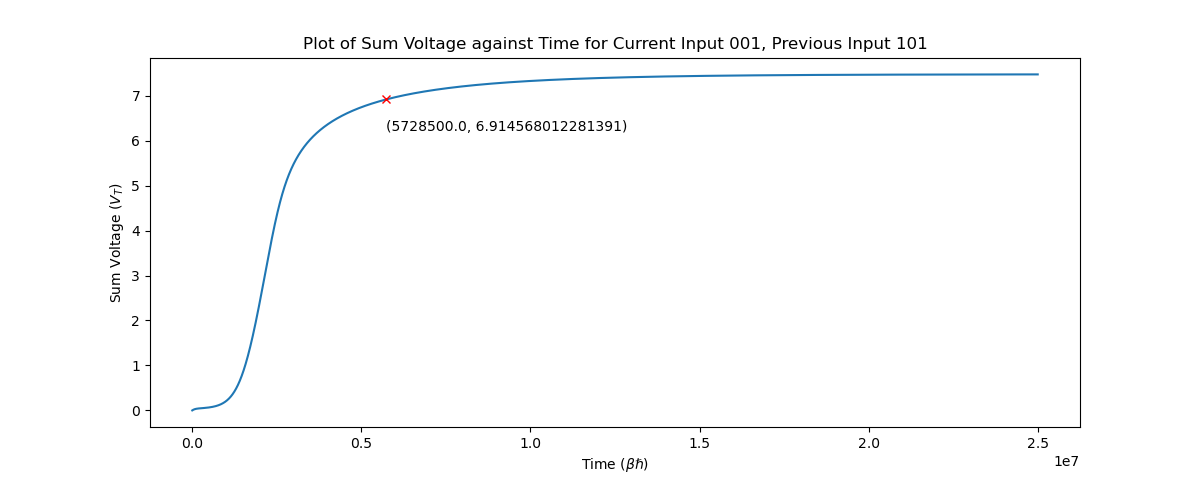 Plot of Sum Voltage against Time for Current Input 001, Previous Input 101
7
6
5
4
3
2
1
0
Sum Voltage (V_T)
(5728500.0, 6.914568012281391)
0.0 0.5 1.0 1.5 2.0 2.5
1e7
Time (βħ)